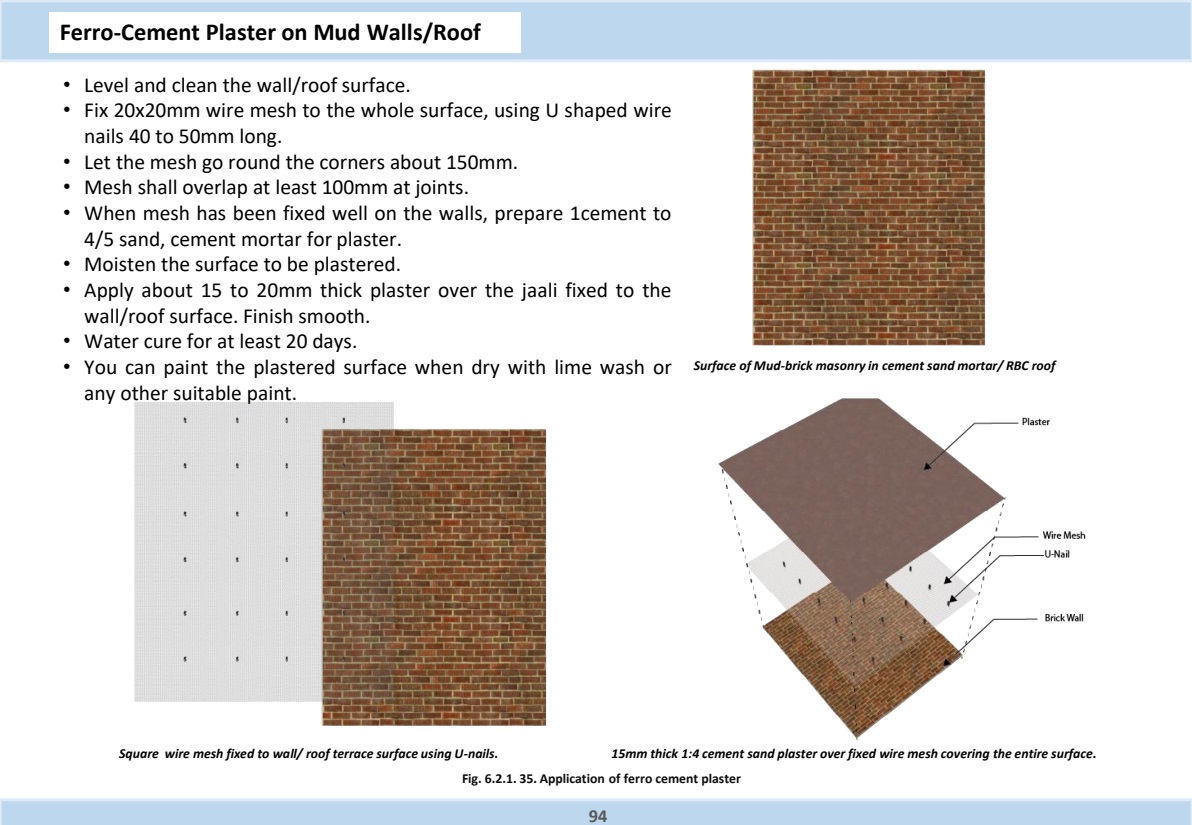 Ferro-Cement Plaster on Mud Walls/Roof
• Level and clean the wall/roof surface.
• Fix 20x20mm wire mesh to the whole surface, using U shaped wire
nails 40 to 50mm long.
• Let the mesh go round the corners about 150mm.
• Mesh shall overlap at least 100mm at joints.
• When mesh has been fixed well on the walls, prepare 1cement to
4/5 sand, cement mortar for plaster.
• Moisten the surface to be plastered.
• Apply about 15 to 20mm thick plaster over the jaali fixed to the
wall/roof surface. Finish smooth.
• Water cure for at least 20 days.
• You can paint the plastered surface when dry with lime wash or
any other suitable paint.
Surface of Mud-brick masonry in cement sand mortar/ RBC roof
Plaster
Wire Mesh
U-Nail
Brick Wall
Square wire mesh fixed to wall/ roof terrace surface using U-nails.
15mm thick 1:4 cement sand plaster over fixed wire mesh covering the entire surface.
Fig. 6.2.1. 35. Application of ferro cement plaster
94